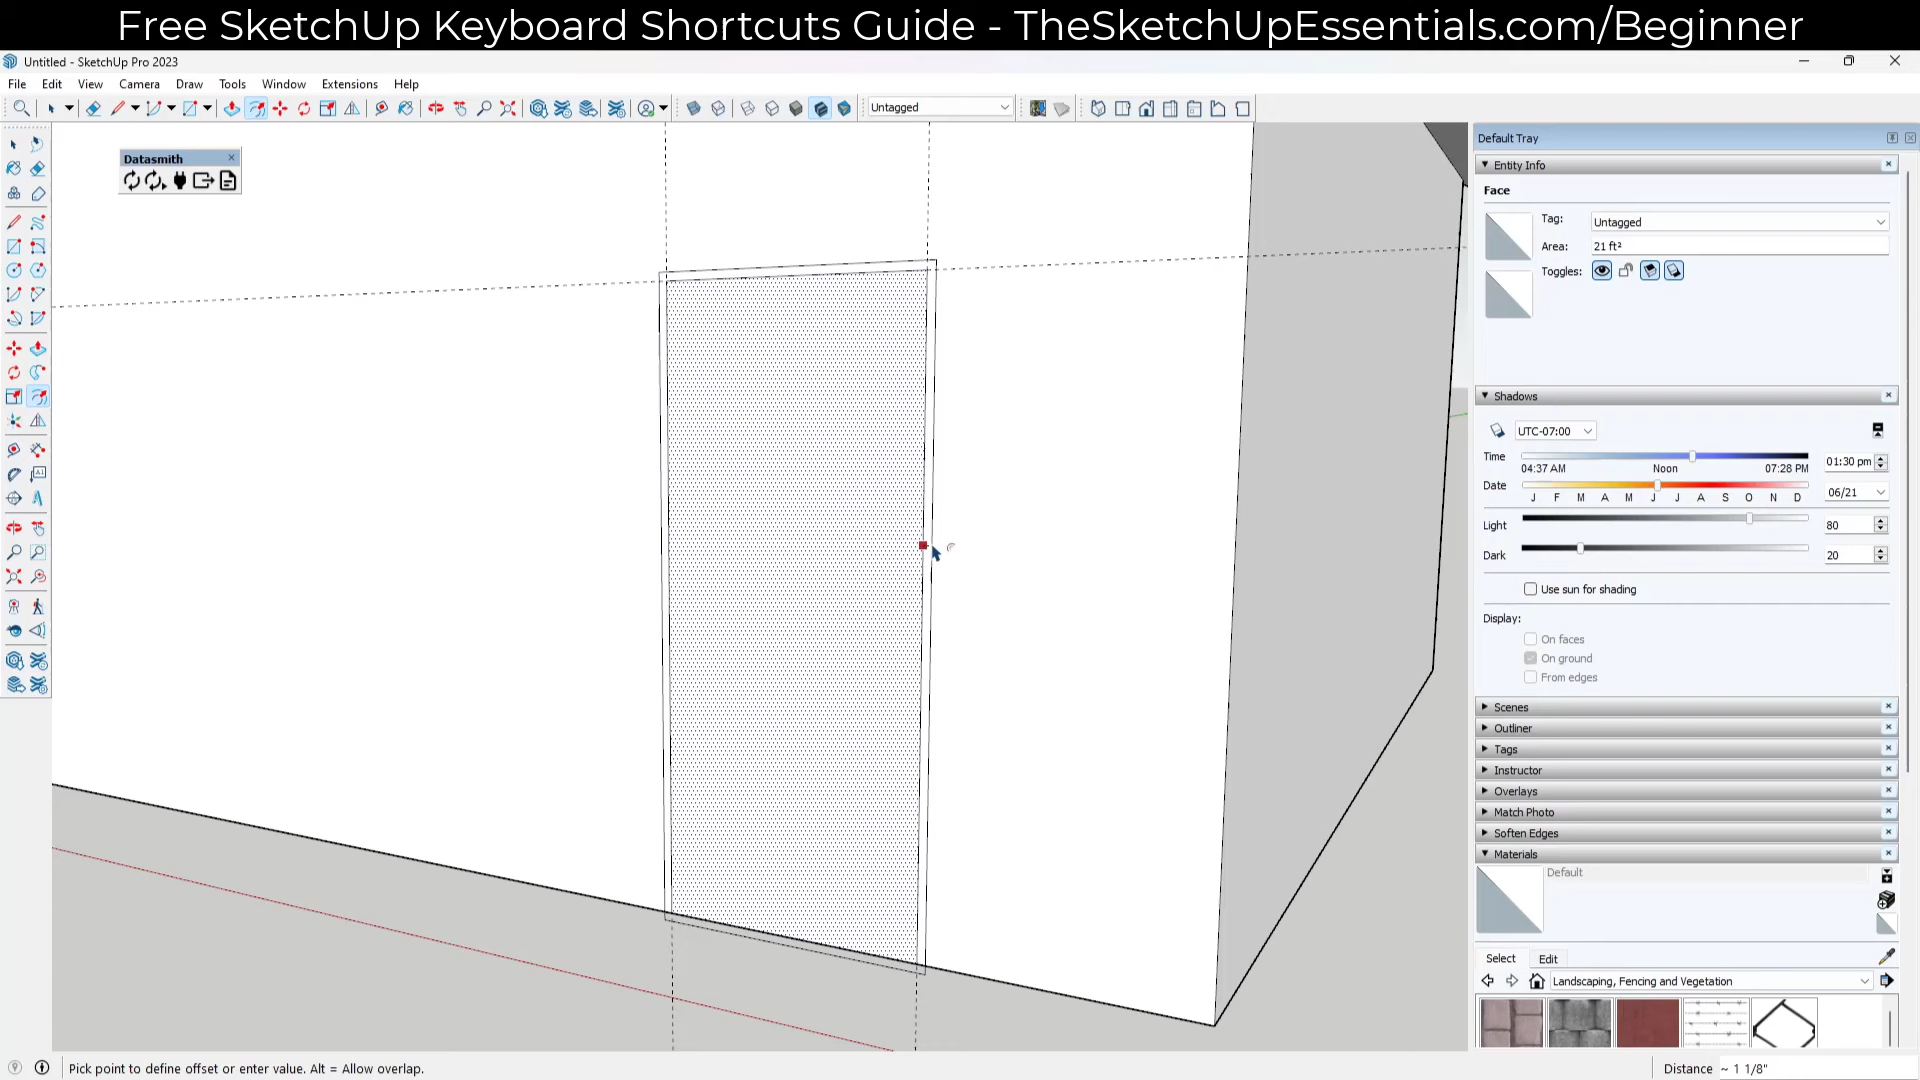 Free SketchUp Keyboard Shortcuts Guide - TheSketchUpEssentials.com/Beginner
Untitled - SketchUp Pro 2023
File Edit View Camera Draw Tools Window Extensions Help
Untagged
Datasmith
Default Tray
Entity Info
Face
Tag: Untagged
Area: 21 ft²
Toggles:
Shadows
UTC-07:00
Time 01:30 pm
04:37 AM Noon 07:28 PM
Date 06/21
J F M A M J J A S O N D
Light 80
Dark 20
Use sun for shading
Display:
On faces
On ground
From edges
Scenes
Outliner
Tags
Instructor
Overlays
Match Photo
Soften Edges
Materials
Default
Select Edit
Landscaping, Fencing and Vegetation
Pick point to define offset or enter value. Alt = Allow overlap.
Distance ~ 1 1/8"